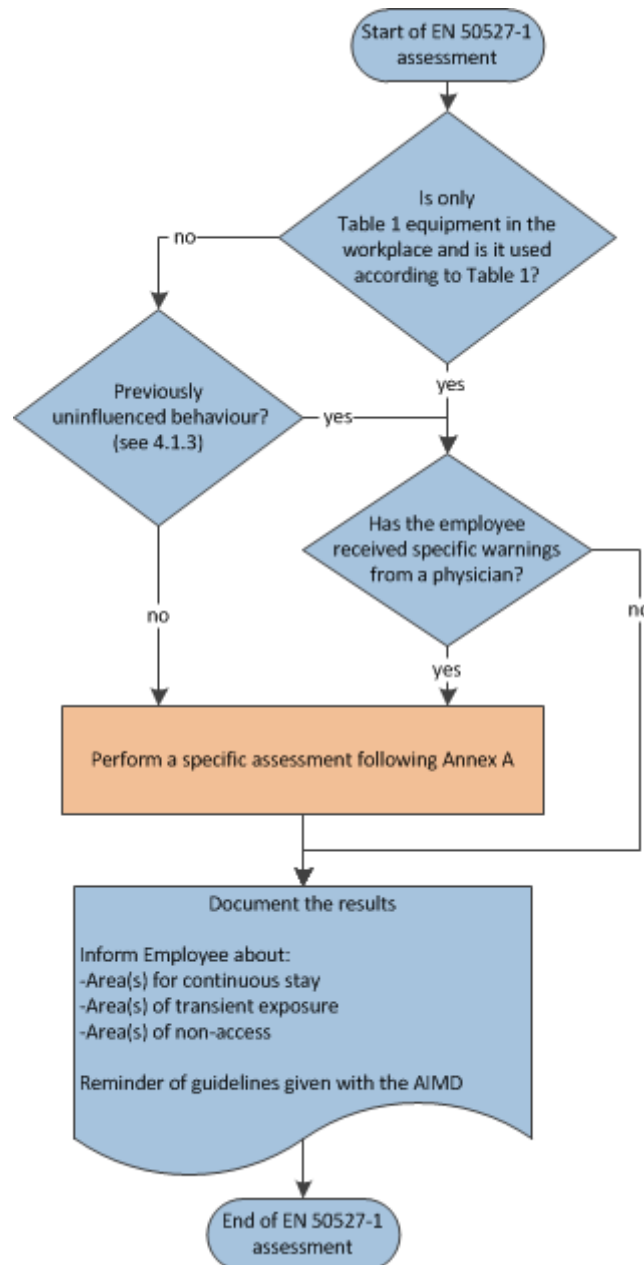 Start of EN 50527-1
assessment
Is only
Table 1 equipment in the
workplace and is it used
according to Table 1?
no
yes
Previously
uninfluenced behaviour?
(see 4.1.3)
yes
Has the employee
received specific warnings
from a physician?
no
no
yes
Perform a specific assessment following Annex A
Document the results
Inform Employee about:
-Area(s) for continuous stay
-Area(s) of transient exposure
-Area(s) of non-access
Reminder of guidelines given with the AIMD
End of EN 50527-1
assessment